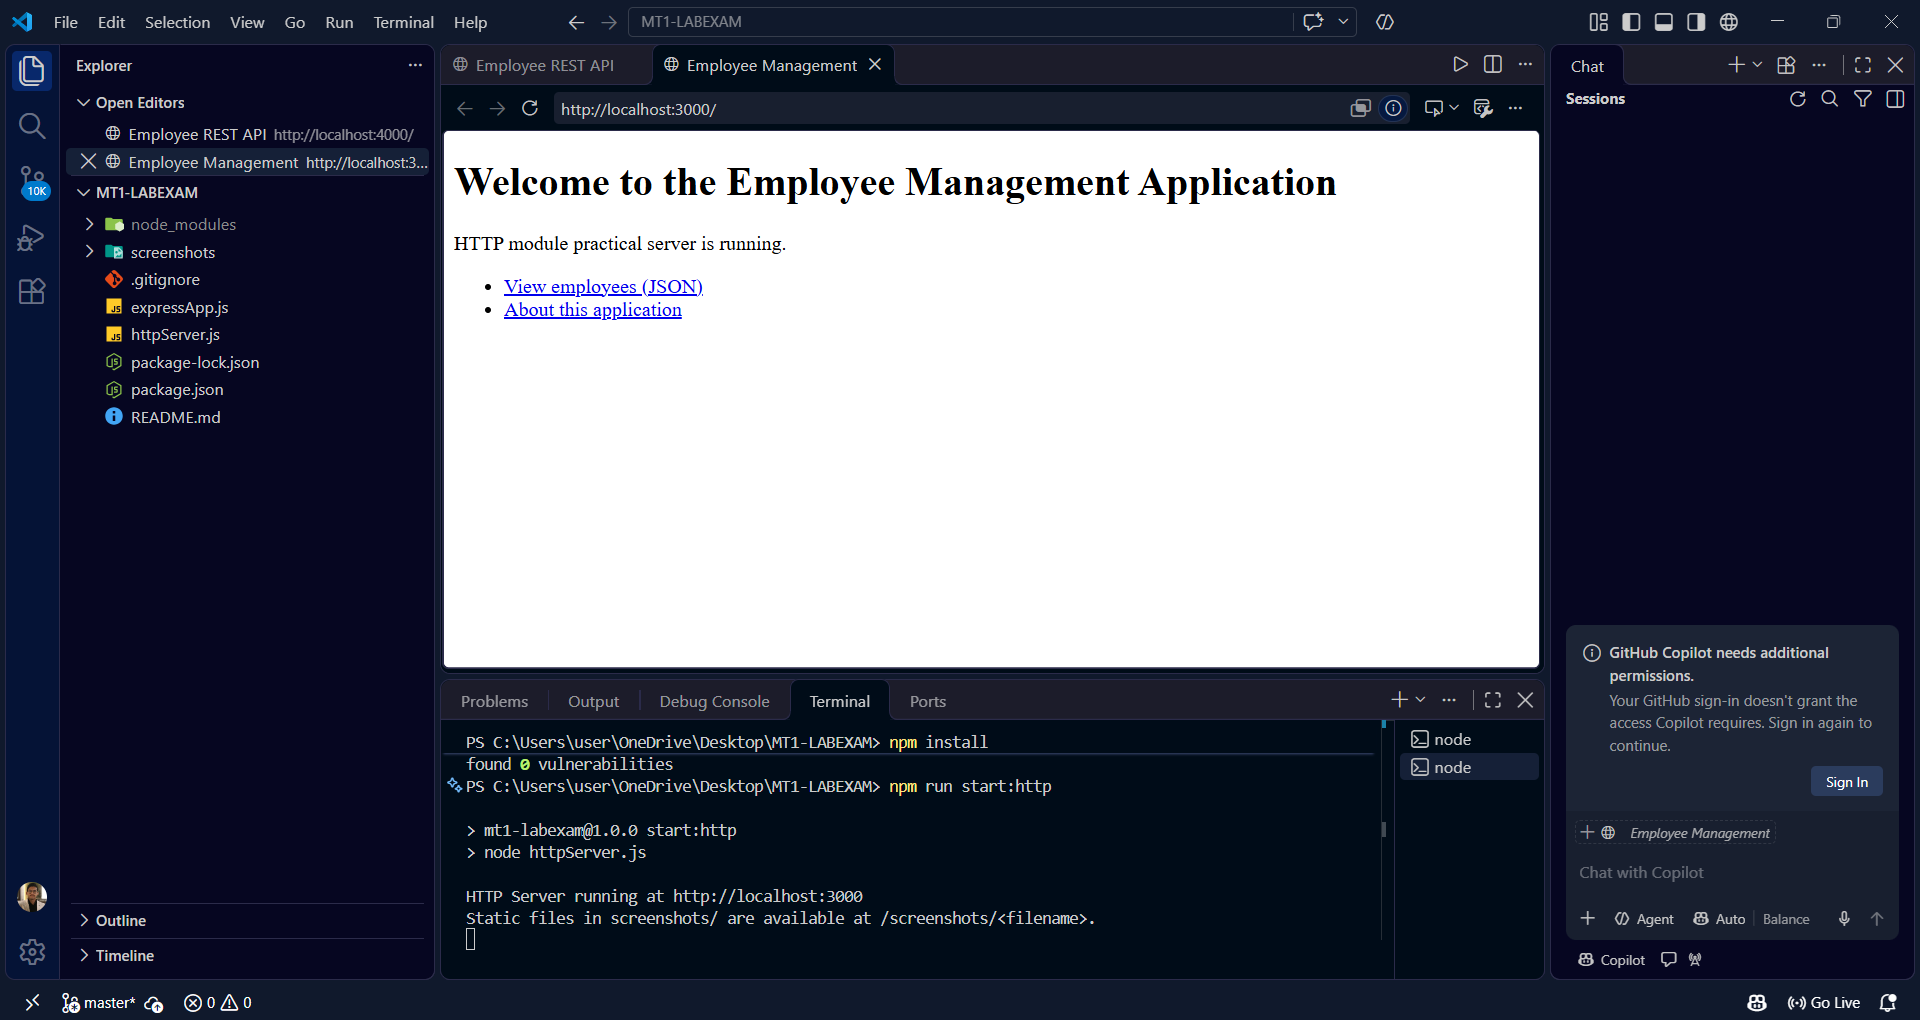 File Edit Selection View Go Run Terminal Help
MT1-LABEXAM
Explorer
Open Editors
Employee REST API http://localhost:4000/
Employee Management http://localhost:3...
MT1-LABEXAM
node_modules
screenshots
.gitignore
expressApp.js
httpServer.js
package-lock.json
package.json
README.md
10K
Outline
Timeline
Employee REST API
Employee Management
http://localhost:3000/
Welcome to the Employee Management Application
HTTP module practical server is running.
View employees (JSON)
About this application
Problems Output Debug Console Terminal Ports
PS C:\Users\user\OneDrive\Desktop\MT1-LABEXAM> npm install
found 0 vulnerabilities
PS C:\Users\user\OneDrive\Desktop\MT1-LABEXAM> npm run start:http
> mt1-labexam@1.0.0 start:http
> node httpServer.js
HTTP Server running at http://localhost:3000
Static files in screenshots/ are available at /screenshots/<filename>.
node
node
Chat
Sessions
GitHub Copilot needs additional
permissions.
Your GitHub sign-in doesn't grant the
access Copilot requires. Sign in again to
continue.
Sign In
Employee Management
Chat with Copilot
Agent Auto Balance
Copilot
master* 0 0
Go Live